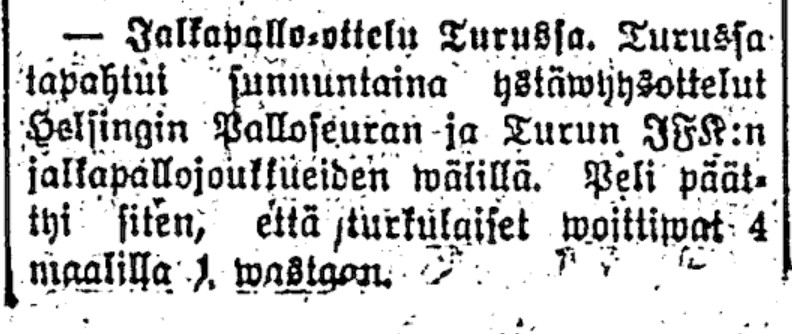 — Jalkapallo-ottelu Turussa. Turussa
tapahtui sunnuntaina ystäwyysottelut
Helsingin Palloseuran ja Turun IFK:n
jalkapallojoukkueiden wälillä. Peli päät-
tyi siten, että turkulaiset woittiwat 4
maalilla 1 wastaan.